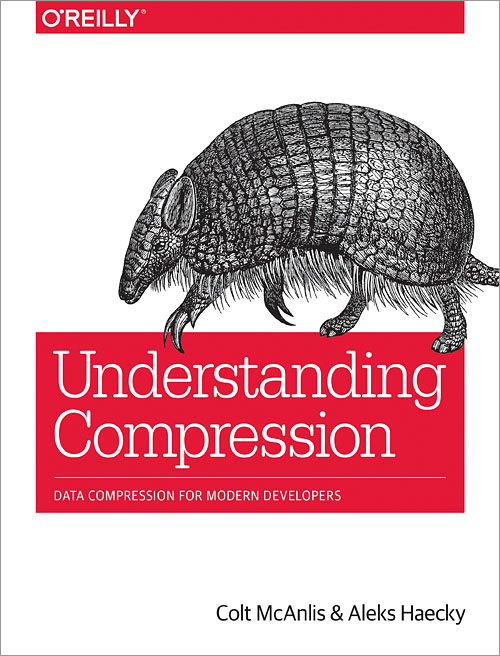 O'REILLY®
Understanding
Compression
DATA COMPRESSION FOR MODERN DEVELOPERS
Colt McAnlis & Aleks Haecky